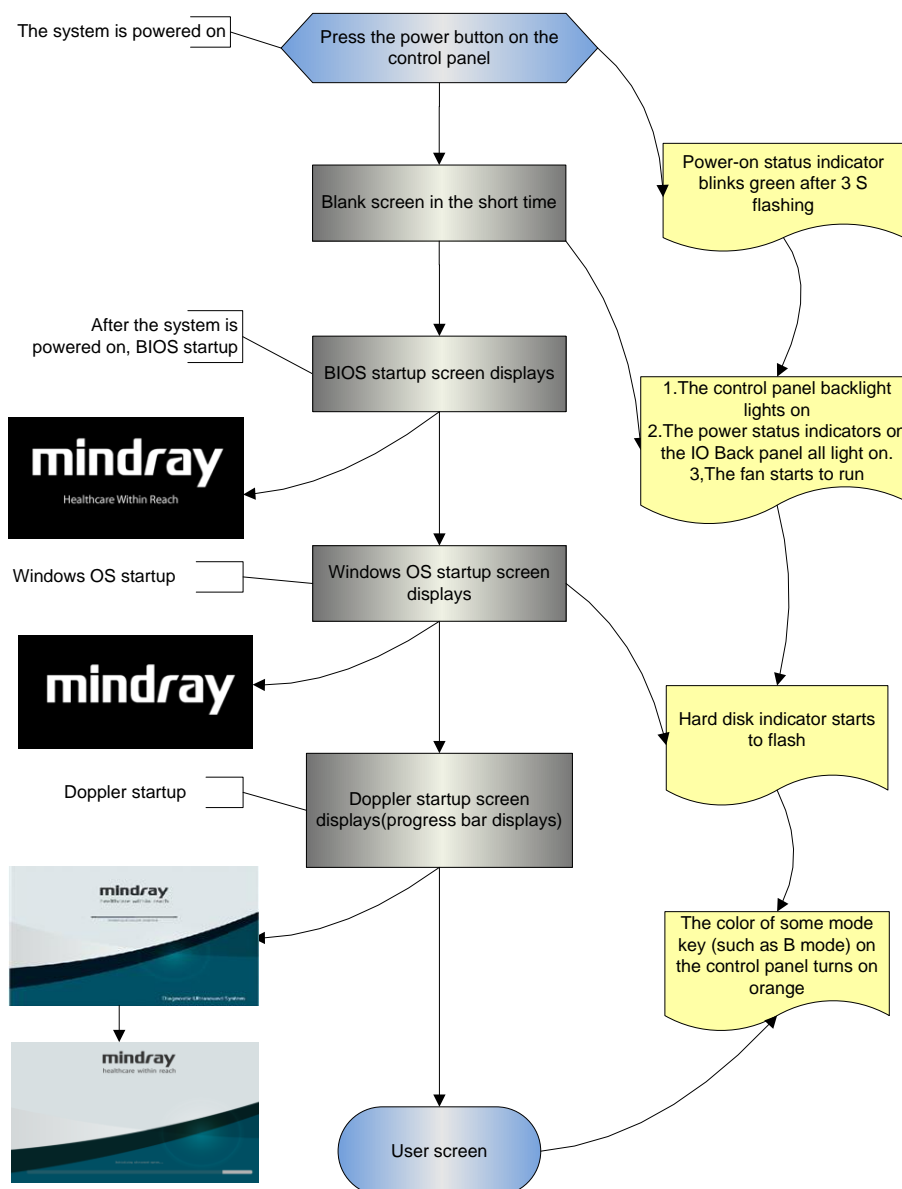 The system is powered on
Press the power button on the
control panel
Power-on status indicator
blinks green after 3 S
flashing
Blank screen in the short time
After the system is
powered on, BIOS startup
BIOS startup screen displays
1.The control panel backlight
lights on
2.The power status indicators on
the IO Back panel all light on.
3,The fan starts to run
mindray
Healthcare Within Reach
Windows OS startup
Windows OS startup screen
displays
mindray
Hard disk indicator starts
to flash
Doppler startup
Doppler startup screen
displays(progress bar displays)
mindray
healthcare within reach
Diagnostic Ultrasound System
The color of some mode
key (such as B mode) on
the control panel turns on
orange
mindray
healthcare within reach
User screen